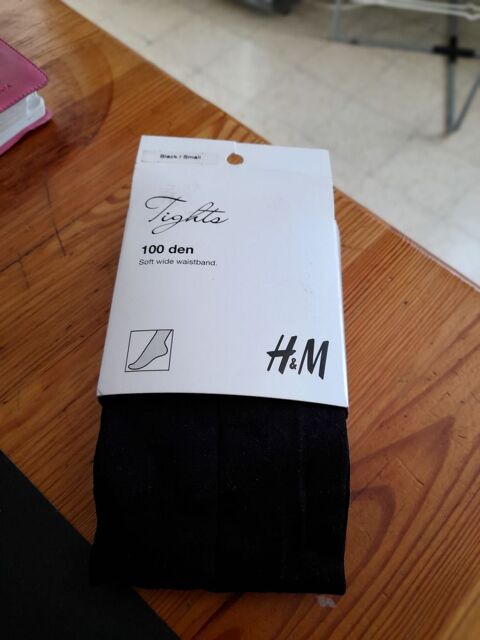 Black / Small
Tights
100 den
Soft wide waistband.
H&M